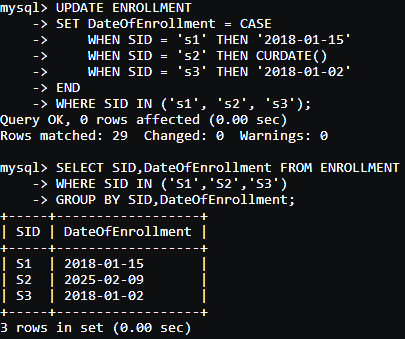 mysql> UPDATE ENROLLMENT
    -> SET DateOfEnrollment = CASE
    ->     WHEN SID = 's1' THEN '2018-01-15'
    ->     WHEN SID = 's2' THEN CURDATE()
    ->     WHEN SID = 's3' THEN '2018-01-02'
    -> END
    -> WHERE SID IN ('s1', 's2', 's3');
Query OK, 0 rows affected (0.00 sec)
Rows matched: 29  Changed: 0  Warnings: 0
mysql> SELECT SID,DateOfEnrollment FROM ENROLLMENT
    -> WHERE SID IN ('S1','S2','S3')
    -> GROUP BY SID,DateOfEnrollment;
+-----+------------------+
| SID | DateOfEnrollment |
+-----+------------------+
| S1  | 2018-01-15       |
| S2  | 2025-02-09       |
| S3  | 2018-01-02       |
+-----+------------------+
3 rows in set (0.00 sec)